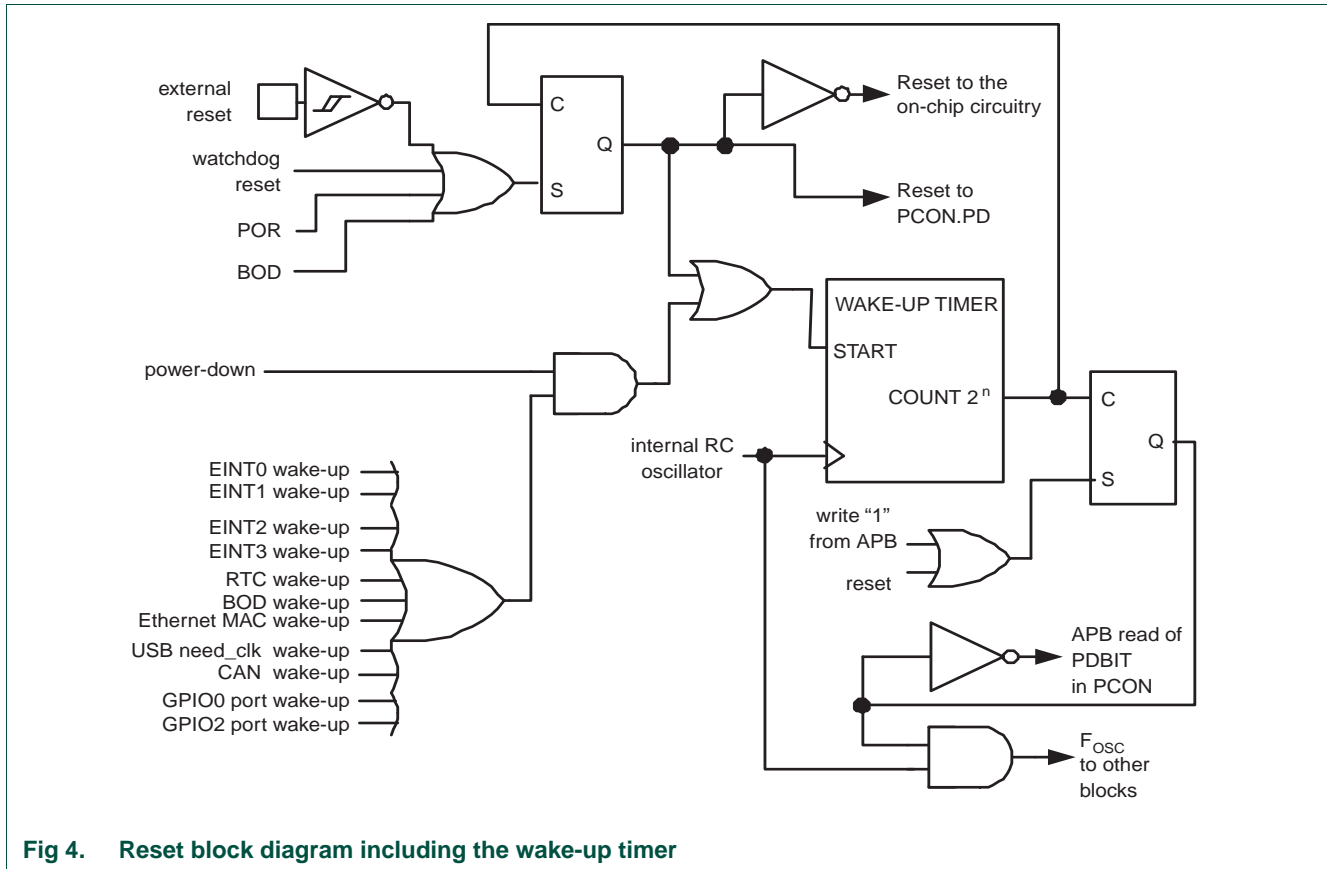 external
reset
watchdog
reset
POR
BOD
C
Q
S
Reset to the
on-chip circuitry
Reset to
PCON.PD
WAKE-UP TIMER
START
COUNT 2 n
power-down
internal RC
oscillator
C
Q
S
EINT0 wake-up
EINT1 wake-up
EINT2 wake-up
EINT3 wake-up
RTC wake-up
BOD wake-up
Ethernet MAC wake-up
USB need_clk wake-up
CAN wake-up
GPIO0 port wake-up
GPIO2 port wake-up
write “1”
from APB
reset
APB read of
PDBIT
in PCON
FOSC
to other
blocks
Fig 4. Reset block diagram including the wake-up timer